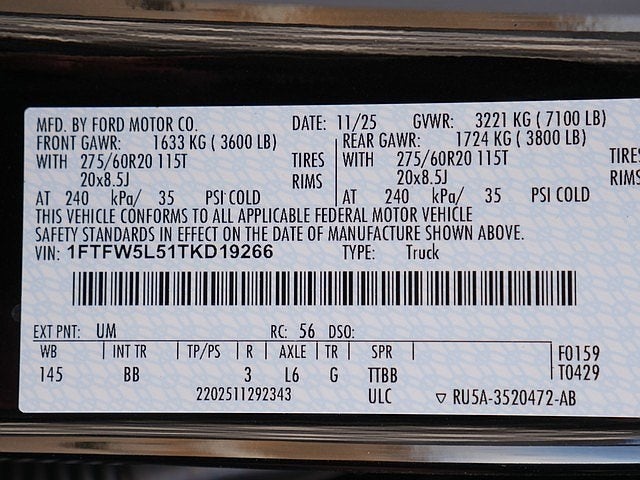 MFD. BY FORD MOTOR CO. DATE: 11/25 GVWR: 3221 KG ( 7100 LB)
FRONT GAWR: 1633 KG ( 3600 LB) REAR GAWR: 1724 KG ( 3800 LB)
WITH 275/60R20 115T TIRES WITH 275/60R20 115T TIRES
20x8.5J RIMS 20x8.5J RIMS
AT 240 kPa/ 35 PSI COLD AT 240 kPa/ 35 PSI COLD
THIS VEHICLE CONFORMS TO ALL APPLICABLE FEDERAL MOTOR VEHICLE
SAFETY STANDARDS IN EFFECT ON THE DATE OF MANUFACTURE SHOWN ABOVE.
VIN: 1FTFW5L51TKD19266 TYPE: Truck
EXT PNT: UM RC: 56 DSO:
WB INT TR TP/PS R AXLE TR SPR F0159
145 BB 3 L6 G TTBB T0429
2202511292343 ULC ▽ RU5A-3520472-AB